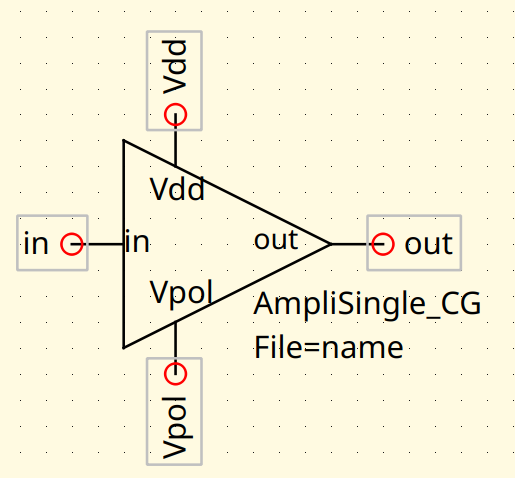 Vdd
Vdd
in
in
out
out
Vpol
AmpliSingle_CG
File=name
Vpol